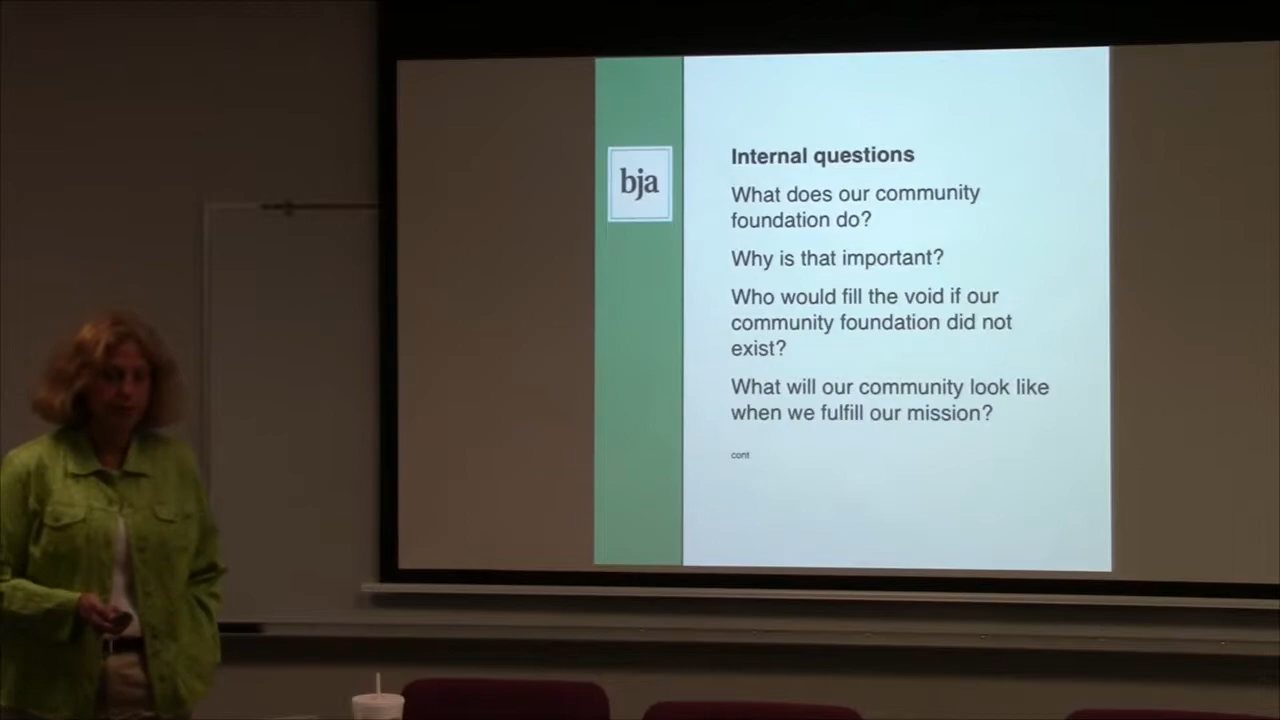 bja
Internal questions
What does our community
foundation do?
Why is that important?
Who would fill the void if our
community foundation did not
exist?
What will our community look like
when we fulfill our mission?
cont